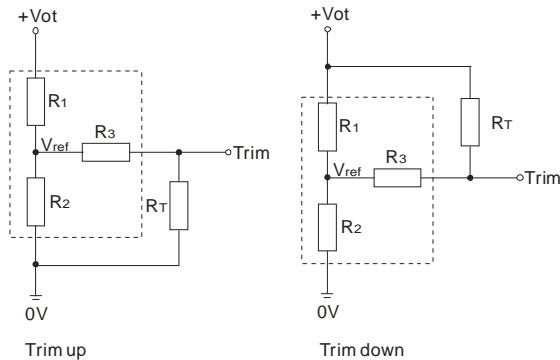 +Vot
R1
R3
Vref
Trim
R2
RT
0V
Trim up
+Vot
R1
RT
R3
Vref
Trim
R2
0V
Trim down